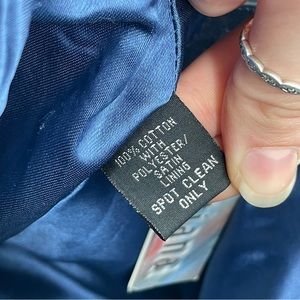 100% COTTON
WITH
POLYESTER/
SATIN
LINING
SPOT CLEAN
ONLY